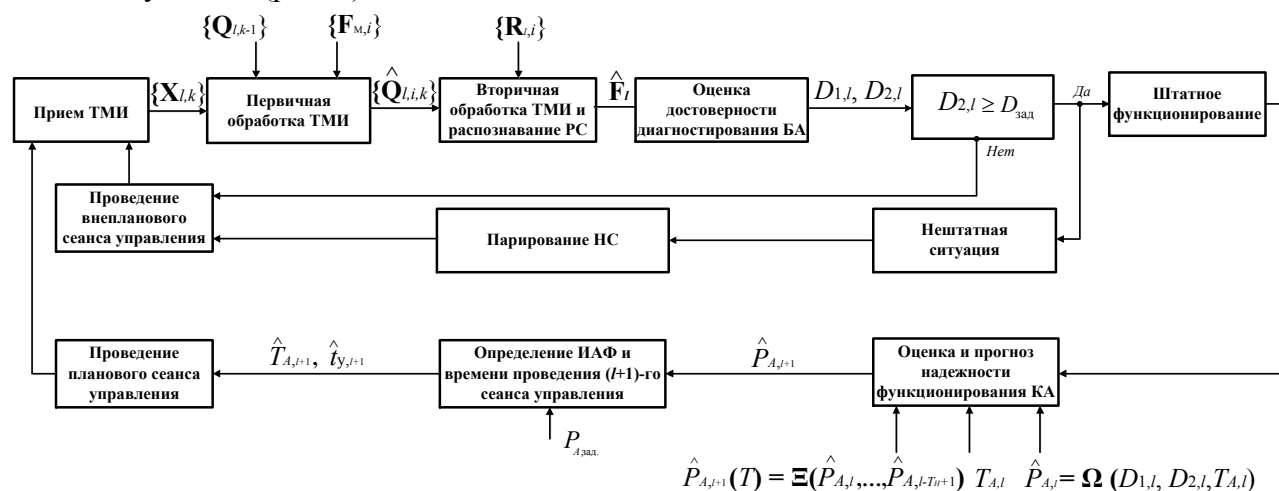 {Q_{l,k-1}} {F_{м,i}} {R_{l,i}}
Прием ТМИ
{X_{l,k}}
Первичная
обработка ТМИ
{Q̂_{l,i,k}}
Вторичная
обработка ТМИ и
распознавание РС
F̂_l
Оценка
достоверности
диагностирования БА
D_{1,l}, D_{2,l}
D_{2,l} ≥ D_{зад}
Да
Нет
Штатное
функционирование
Проведение
внепланового
сеанса управления
Парирование НС
Нештатная
ситуация
Проведение
планового сеанса
управления
T̂_{A,l+1}, t̂_{у,l+1}
Определение ИАФ и
времени проведения (l+1)-го
сеанса управления
P̂_{A,l+1}
Оценка и прогноз
надежности
функционирования КА
P_{A,зад.}
P̂_{A,l+1}(T) = Ξ(P̂_{A,l},...,P̂_{A,l-Tн+1}) T_{A,l} P̂_{A,l} = Ω (D_{1,l}, D_{2,l},T_{A,l})